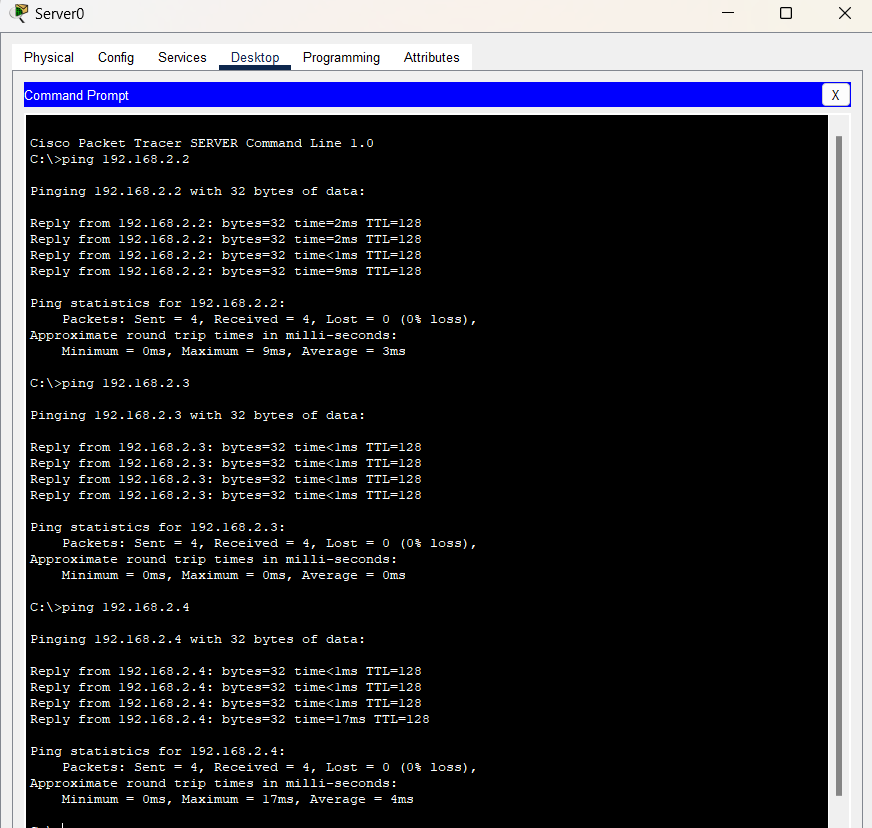 Server0
Physical Config Services Desktop Programming Attributes
Command Prompt X
Cisco Packet Tracer SERVER Command Line 1.0
C:\>ping 192.168.2.2
Pinging 192.168.2.2 with 32 bytes of data:
Reply from 192.168.2.2: bytes=32 time=2ms TTL=128
Reply from 192.168.2.2: bytes=32 time=2ms TTL=128
Reply from 192.168.2.2: bytes=32 time<1ms TTL=128
Reply from 192.168.2.2: bytes=32 time=9ms TTL=128
Ping statistics for 192.168.2.2:
    Packets: Sent = 4, Received = 4, Lost = 0 (0% loss),
Approximate round trip times in milli-seconds:
    Minimum = 0ms, Maximum = 9ms, Average = 3ms
C:\>ping 192.168.2.3
Pinging 192.168.2.3 with 32 bytes of data:
Reply from 192.168.2.3: bytes=32 time<1ms TTL=128
Reply from 192.168.2.3: bytes=32 time<1ms TTL=128
Reply from 192.168.2.3: bytes=32 time<1ms TTL=128
Reply from 192.168.2.3: bytes=32 time<1ms TTL=128
Ping statistics for 192.168.2.3:
    Packets: Sent = 4, Received = 4, Lost = 0 (0% loss),
Approximate round trip times in milli-seconds:
    Minimum = 0ms, Maximum = 0ms, Average = 0ms
C:\>ping 192.168.2.4
Pinging 192.168.2.4 with 32 bytes of data:
Reply from 192.168.2.4: bytes=32 time<1ms TTL=128
Reply from 192.168.2.4: bytes=32 time<1ms TTL=128
Reply from 192.168.2.4: bytes=32 time<1ms TTL=128
Reply from 192.168.2.4: bytes=32 time=17ms TTL=128
Ping statistics for 192.168.2.4:
    Packets: Sent = 4, Received = 4, Lost = 0 (0% loss),
Approximate round trip times in milli-seconds:
    Minimum = 0ms, Maximum = 17ms, Average = 4ms